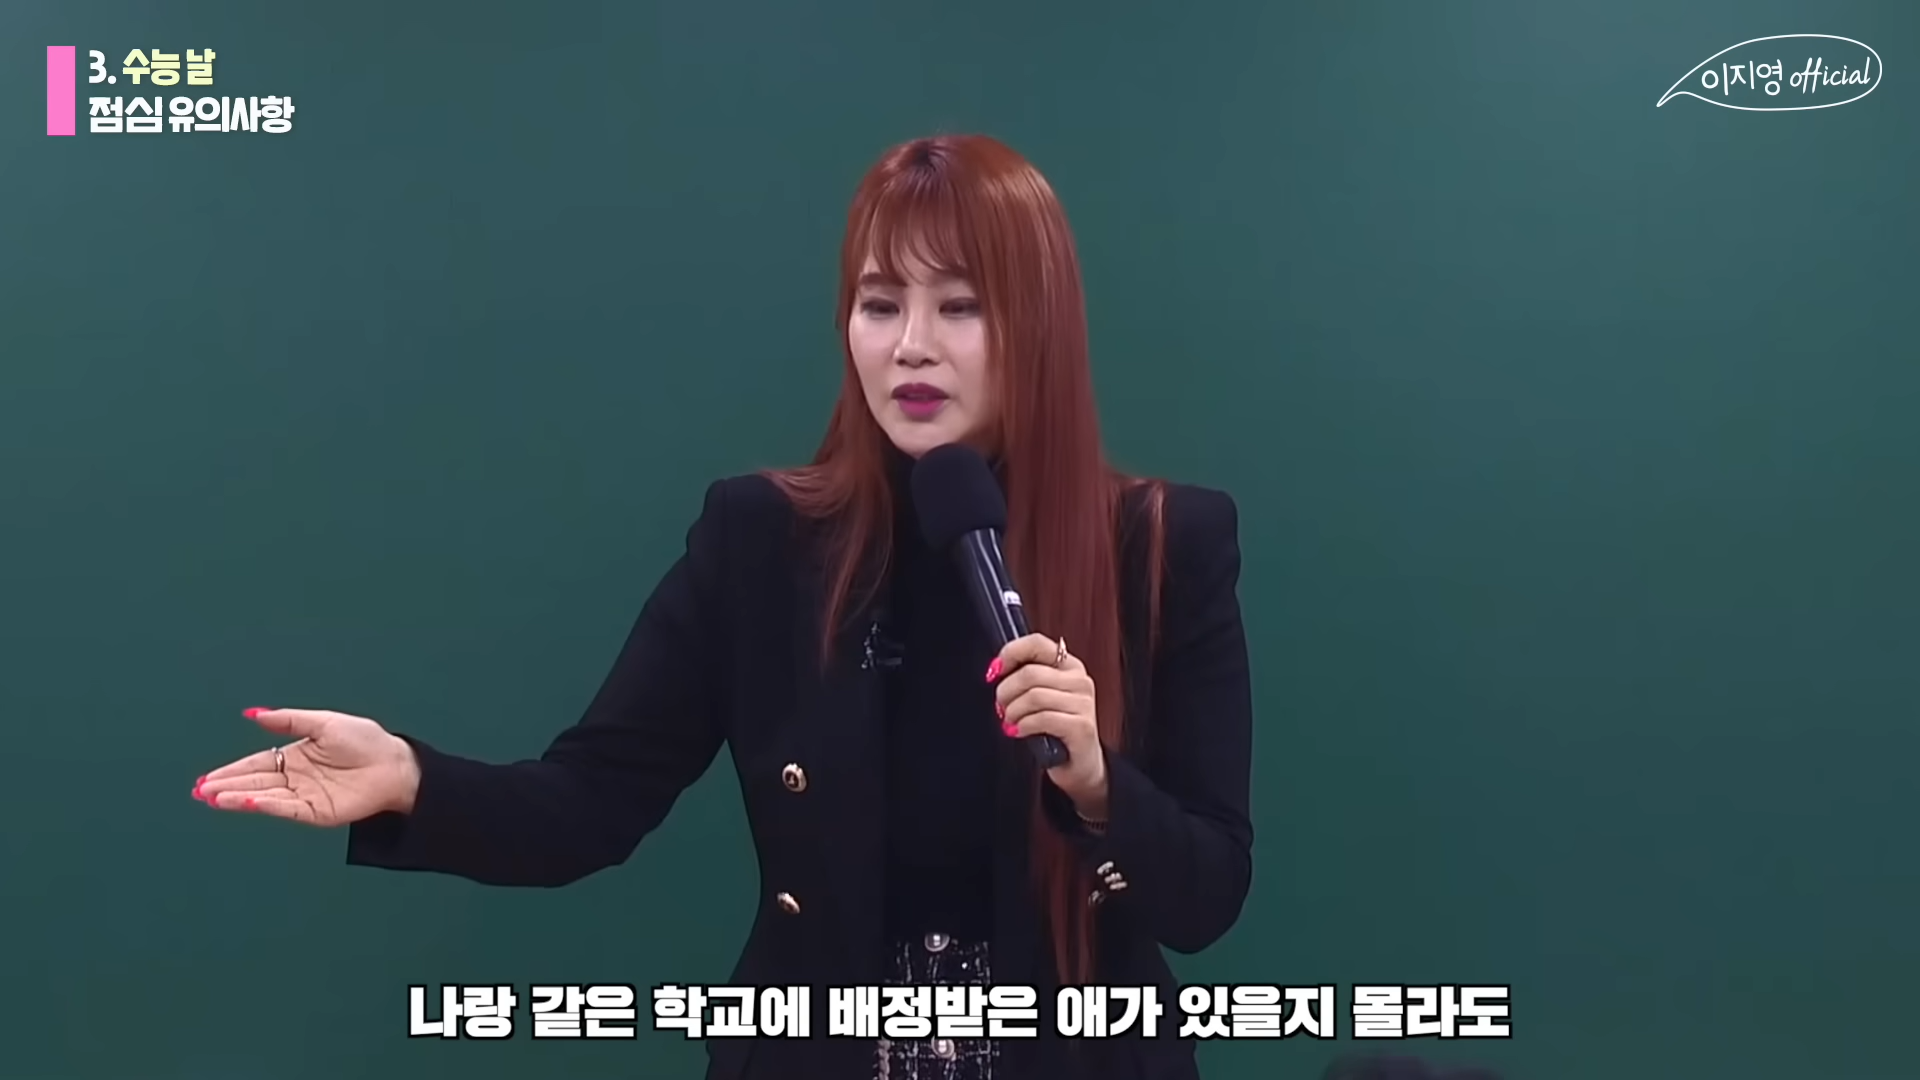 3. 수능 날
점심 유의사항
이지영 official
나랑 같은 학교에 배정받은 애가 있을지 몰라도